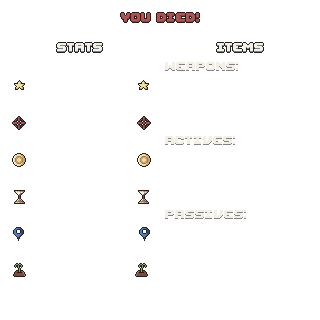 YOU DIED!
STATS
ITEMS
WEAPONS:
ACTIVES:
PASSIVES: